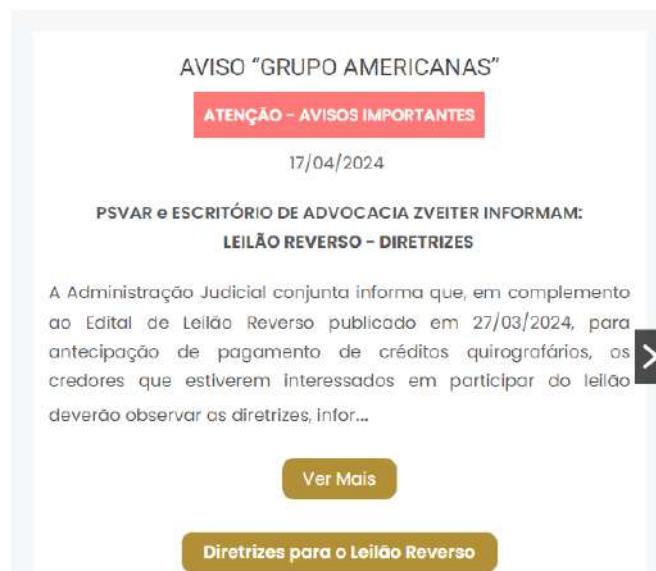 AVISO “GRUPO AMERICANAS”
ATENÇÃO - AVISOS IMPORTANTES
17/04/2024
PSVAR e ESCRITÓRIO DE ADVOCACIA ZVEITER INFORMAM:
LEILÃO REVERSO - DIRETRIZES
A Administração Judicial conjunta informa que, em complemento
ao Edital de Leilão Reverso publicado em 27/03/2024, para
antecipação de pagamento de créditos quirografários, os
credores que estiverem interessados em participar do leilão
deverão observar as diretrizes, infor...
Ver Mais
Diretrizes para o Leilão Reverso